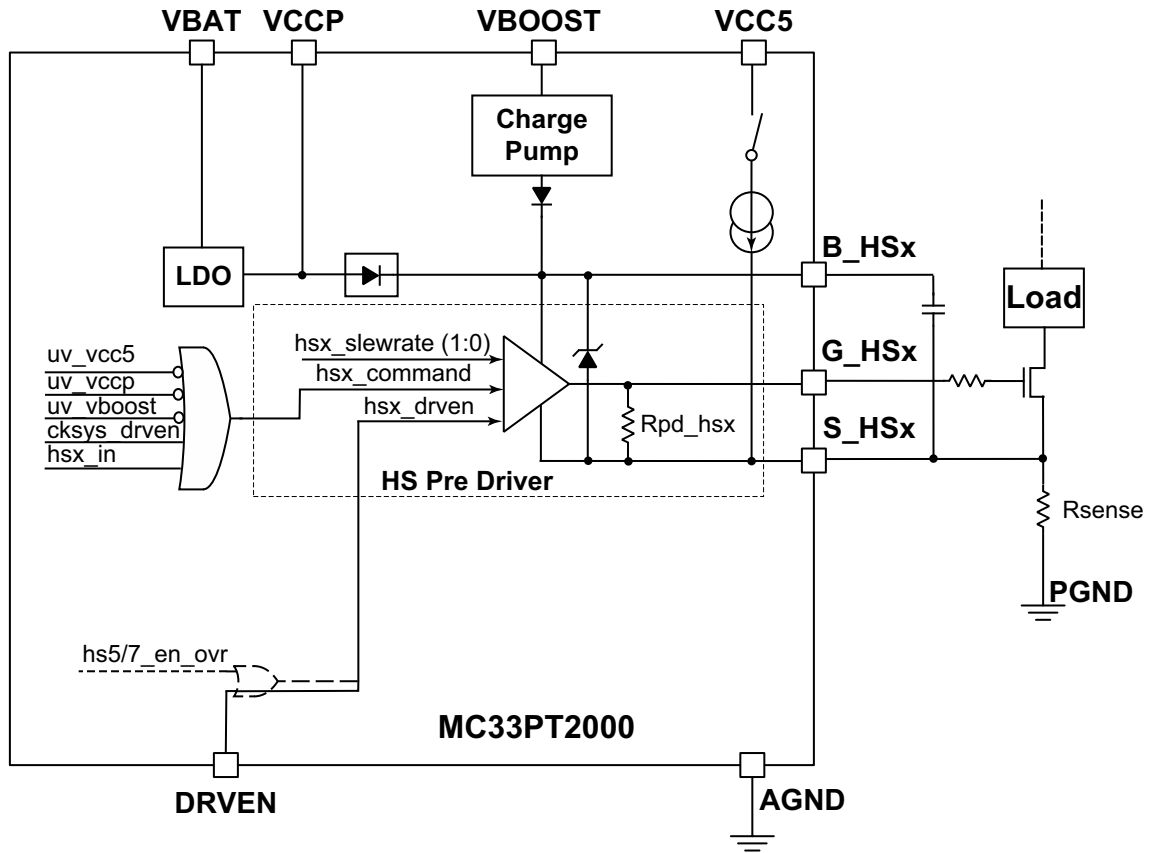 VBAT VCCP VBOOST VCC5
Charge
Pump
B_HSx
LDO
Load
hsx_slewrate (1:0)
G_HSx
uv_vcc5
hsx_command
uv_vccp
uv_vboost
hsx_drven
cksys_drven
Rpd_hsx
S_HSx
hsx_in
HS Pre Driver
Rsense
PGND
hs5/7_en_ovr
MC33PT2000
DRVEN
AGND